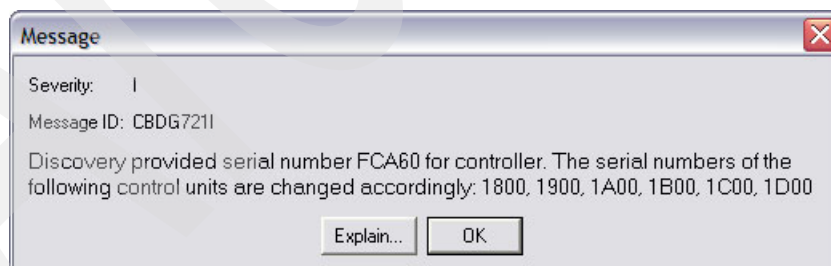 Message
Severity: I
Message ID: CBDG721I
Discovery provided serial number FCA60 for controller. The serial numbers of the
following control units are changed accordingly: 1800, 1900, 1A00, 1B00, 1C00, 1D00
Explain... OK